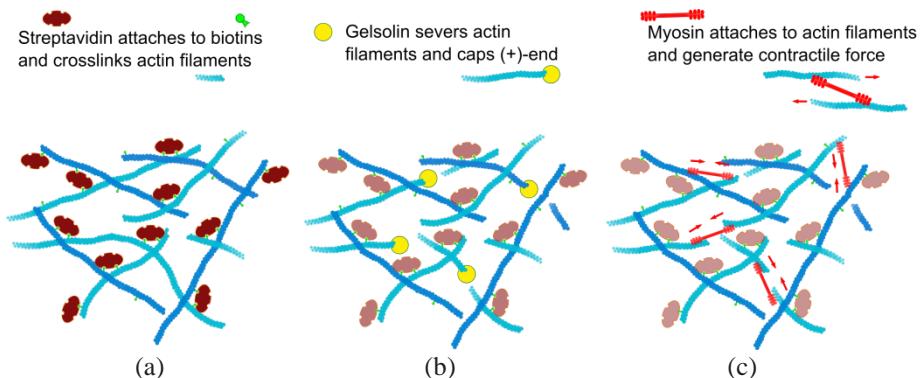 Streptavidin attaches to biotins
and crosslinks actin filaments
Gelsolin severs actin
filaments and caps (+)-end
Myosin attaches to actin filaments
and generate contractile force
(a)
(b)
(c)